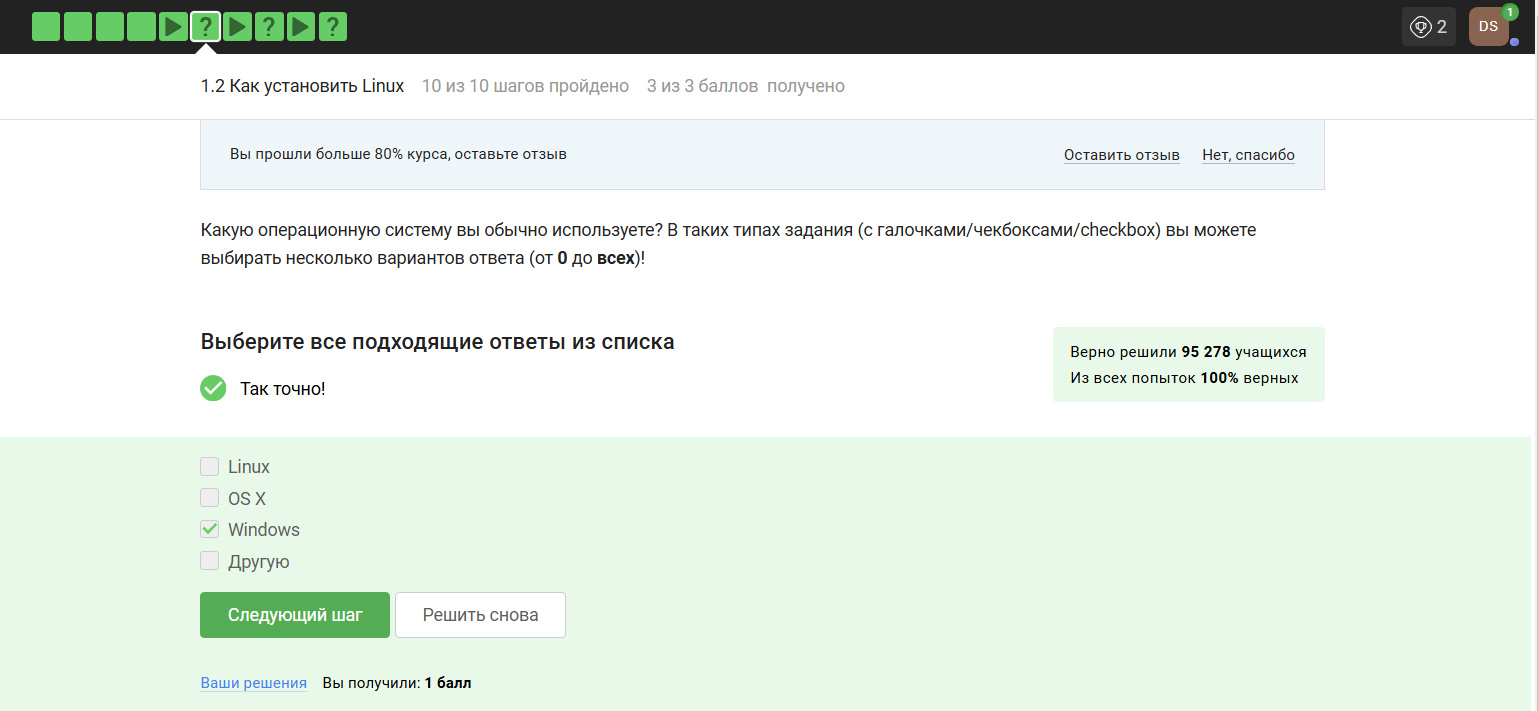 ? ? ?
2
DS
1
1.2 Как установить Linux 10 из 10 шагов пройдено 3 из 3 баллов получено
Вы прошли больше 80% курса, оставьте отзыв
Оставить отзыв Нет, спасибо
Какую операционную систему вы обычно используете? В таких типах задания (с галочками/чекбоксами/checkbox) вы можете
выбирать несколько вариантов ответа (от 0 до всех)!
Выберите все подходящие ответы из списка
Так точно!
Верно решили 95 278 учащихся
Из всех попыток 100% верных
Linux
OS X
Windows
Другую
Следующий шаг Решить снова
Ваши решения Вы получили: 1 балл